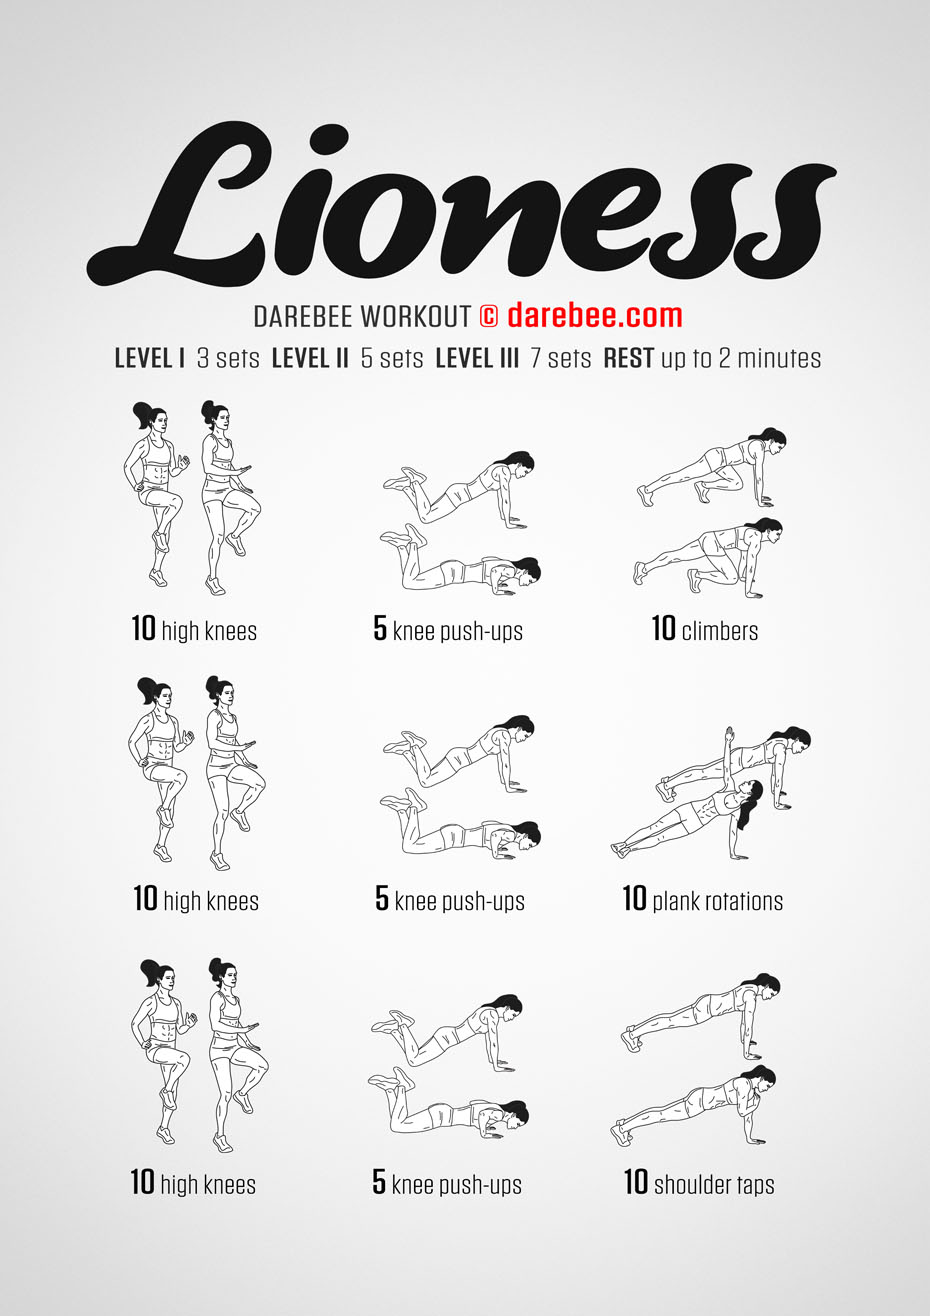 Lioness
DAREBEE WORKOUT © darebee.com
LEVEL I 3 sets LEVEL II 5 sets LEVEL III 7 sets REST up to 2 minutes
10 high knees
5 knee push-ups
10 climbers
10 high knees
5 knee push-ups
10 plank rotations
10 high knees
5 knee push-ups
10 shoulder taps